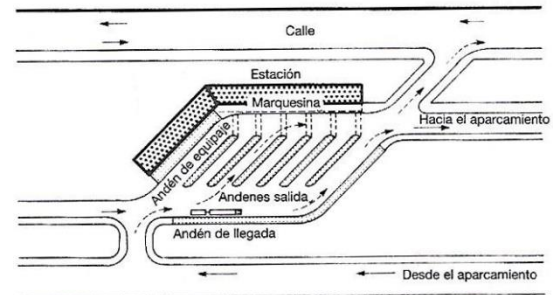 Calle
Estación
Marquesina
Hacia el aparcamiento
Andén de equipaje
Andenes salida
Andén de llegada
Desde el aparcamiento